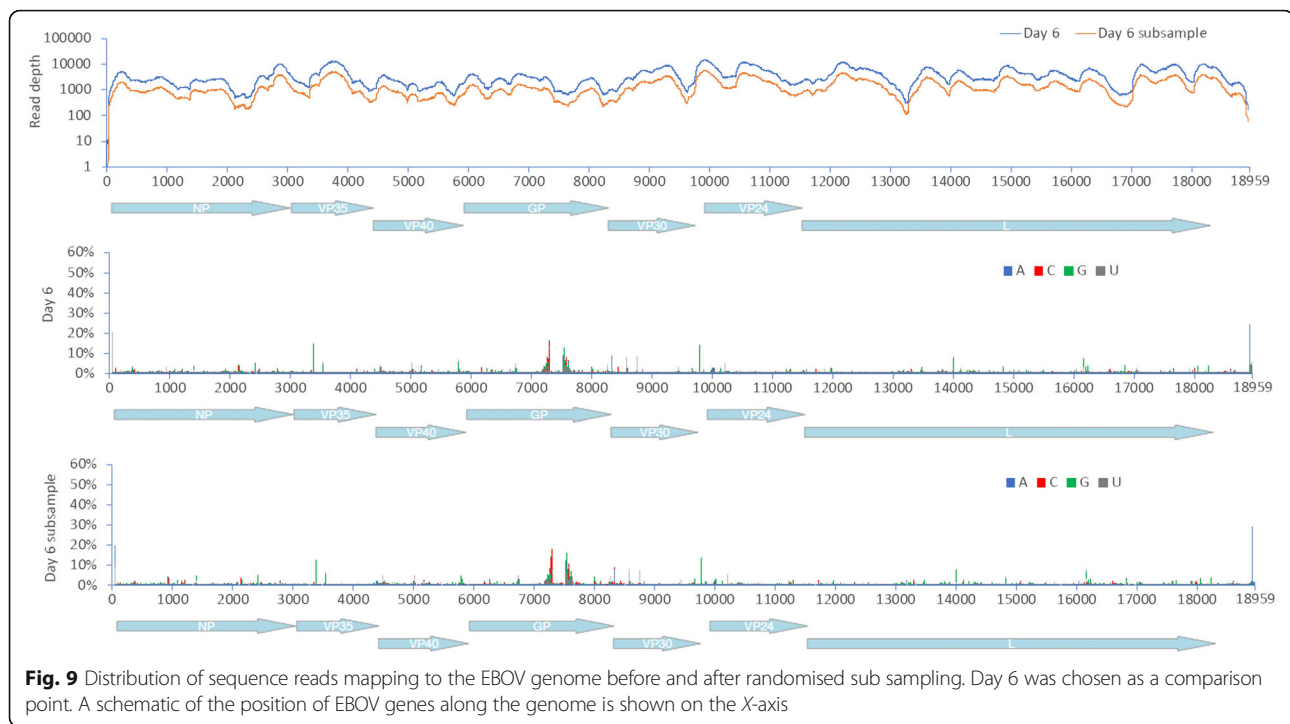 Day 6 Day 6 subsample
Read depth
100000
10000
1000
100
10
1
0 1000 2000 3000 4000 5000 6000 7000 8000 9000 10000 11000 12000 13000 14000 15000 16000 17000 18000 18959
NP VP35 GP VP24
VP40 VP30 L
Day 6
60%
50%
40%
30%
20%
10%
0%
A C G U
0 1000 2000 3000 4000 5000 6000 7000 8000 9000 10000 11000 12000 13000 14000 15000 16000 17000 18000 18959
NP VP35 GP VP24
VP40 VP30 L
Day 6 subsample
60%
50%
40%
30%
20%
10%
0%
A C G U
0 1000 2000 3000 4000 5000 6000 7000 8000 9000 10000 11000 12000 13000 14000 15000 16000 17000 18000 18959
NP VP35 GP VP24
VP40 VP30 L
Fig. 9 Distribution of sequence reads mapping to the EBOV genome before and after randomised sub sampling. Day 6 was chosen as a comparison
point. A schematic of the position of EBOV genes along the genome is shown on the X-axis